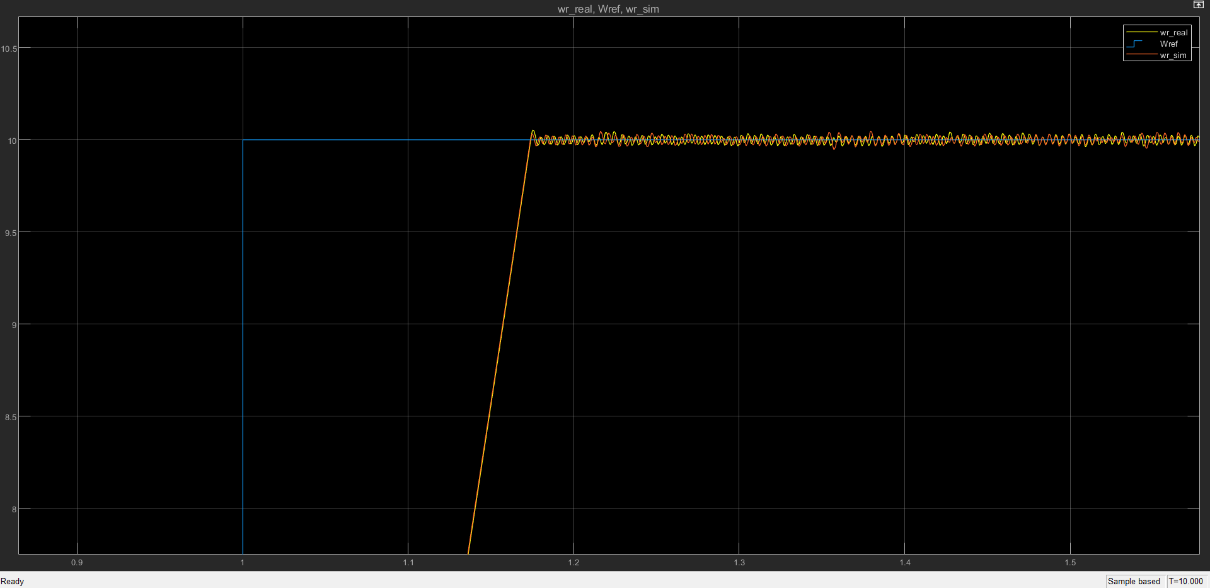 wr_real, Wref, wr_sim
10.5
10
9.5
9
8.5
8
wr_real
Wref
wr_sim
0.9
1
1.1
1.2
1.3
1.4
1.5
Ready
Sample based
T=10.000